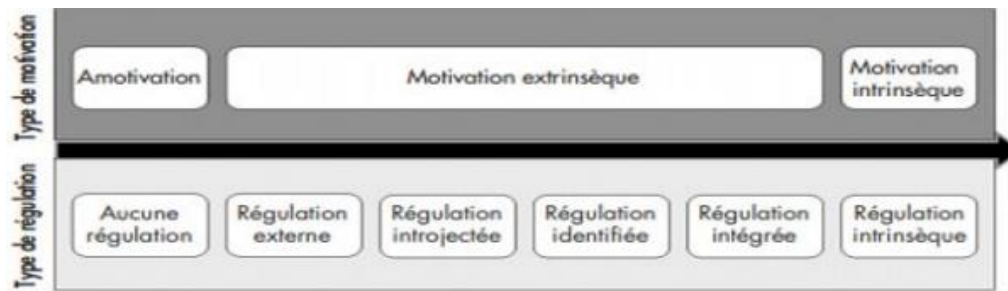 Type de motivation
Amotivation
Motivation extrinsèque
Motivation
intrinsèque
Type de régulation
Aucune
régulation
Régulation
externe
Régulation
introjectée
Régulation
identifiée
Régulation
intégrée
Régulation
intrinsèque